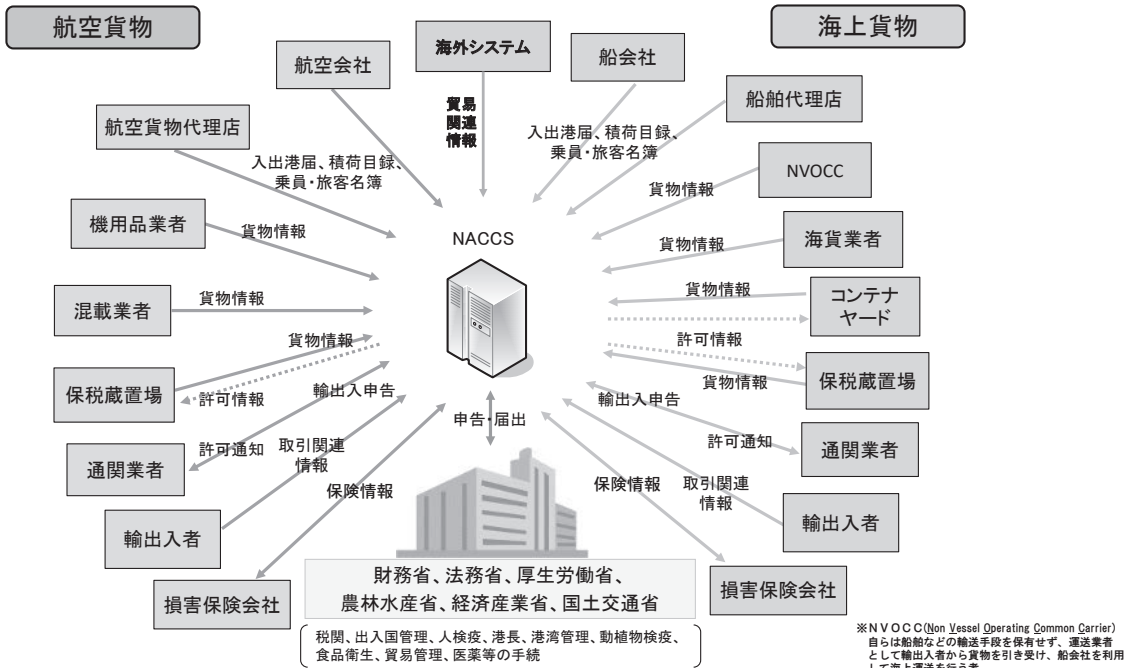 航空貨物
海上貨物
海外システム
航空会社
船会社
航空貨物代理店
船舶代理店
貿易
関連
情報
入出港届、積荷目録、
乗員・旅客名簿
入出港届、積荷目録、
乗員・旅客名簿
NVOCC
貨物情報
機用品業者
貨物情報
NACCS
貨物情報
海貨業者
混載業者
貨物情報
貨物情報
コンテナ
ヤード
貨物情報
許可情報
保税蔵置場
許可情報
輸出入申告
貨物情報
保税蔵置場
輸出入申告
申告・届出
通関業者
許可通知
取引関連
情報
許可通知
通関業者
保険情報
保険情報
取引関連
情報
輸出入者
輸出入者
損害保険会社
財務省、法務省、厚生労働省、
農林水産省、経済産業省、国土交通省
損害保険会社
税関、出入国管理、人検疫、港長、港湾管理、動植物検疫、
食品衛生、貿易管理、医薬等の手続
※NVOCC(Non Vessel Operating Common Carrier)
自らは船舶などの輸送手段を保有せず、運送業者
として輸出入者から貨物を引き受け、船会社を利用
して海上運送を行う者